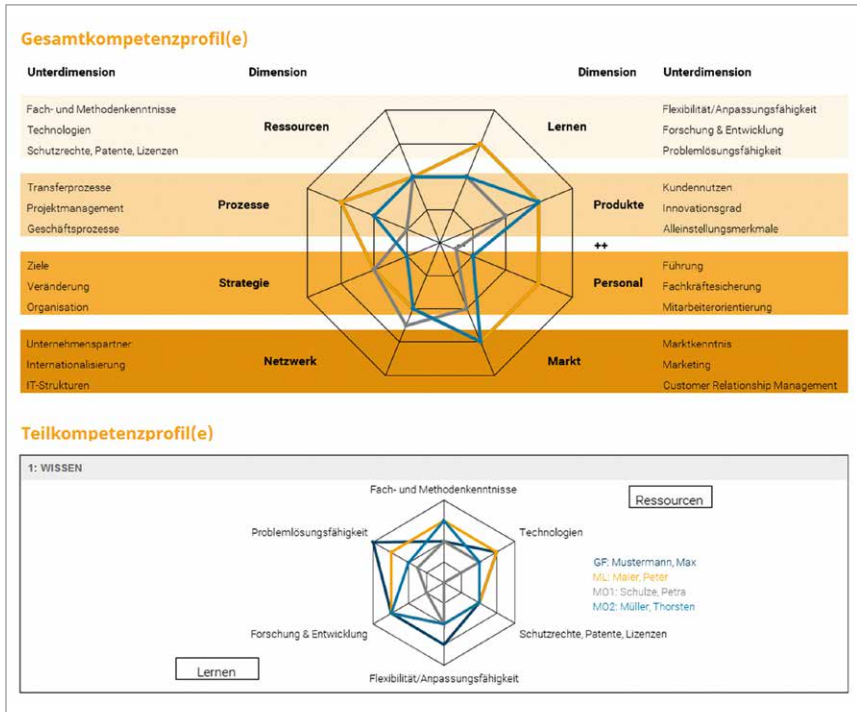 Gesamtkompetenzprofil(e)
Unterdimension Dimension Dimension Unterdimension
Fach- und Methodenkenntnisse
Technologien
Schutzrechte, Patente, Lizenzen
Ressourcen
Lernen
Flexibilität/Anpassungsfähigkeit
Forschung & Entwicklung
Problemlösungsfähigkeit
Transferprozesse
Projektmanagement
Geschäftsprozesse
Prozesse
Produkte
Kundennutzen
Innovationsgrad
Alleinstellungsmerkmale
++
Ziele
Veränderung
Organisation
Strategie
Personal
Führung
Fachkräftesicherung
Mitarbeiterorientierung
Unternehmenspartner
Internationalisierung
IT-Strukturen
Netzwerk
Markt
Marktkenntnis
Marketing
Customer Relationship Management
Teilkompetenzprofil(e)
1: WISSEN
Fach- und Methodenkenntnisse
Ressourcen
Problemlösungsfähigkeit
Technologien
GF: Mustermann, Max
ML: Maier, Peter
MO1: Schulze, Petra
MO2: Müller, Thorsten
Forschung & Entwicklung
Schutzrechte, Patente, Lizenzen
Lernen
Flexibilität/Anpassungsfähigkeit